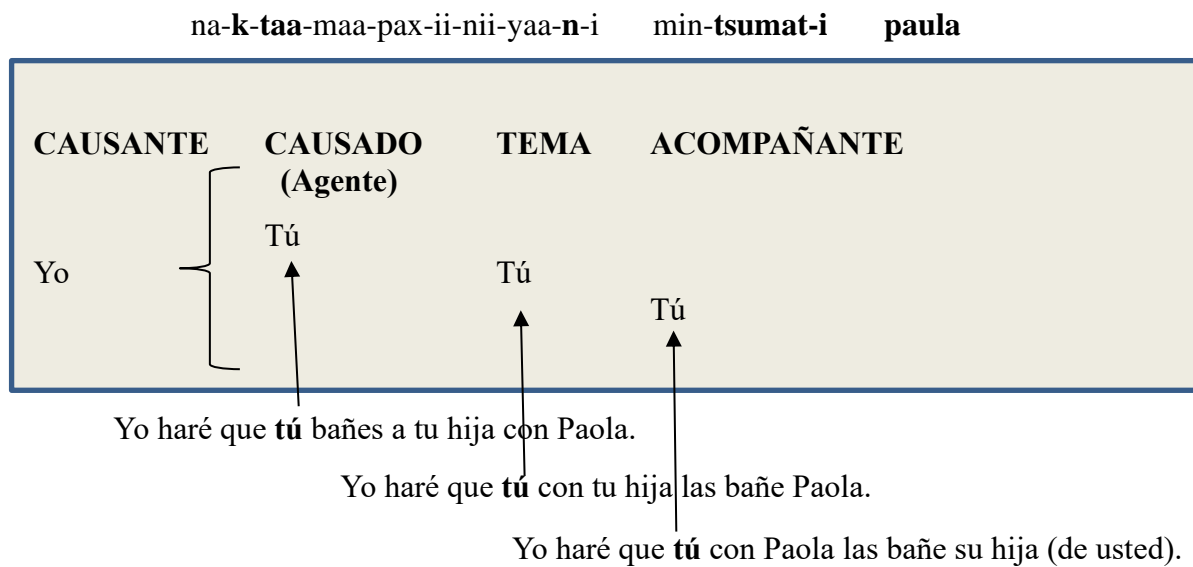 na-k-taa-maa-pax-ii-nii-yaa-n-i min-tsumat-i paula
CAUSANTE CAUSADO TEMA ACOMPAÑANTE
(Agente)
Tú
Yo Tú
Tú
Yo haré que tú bañes a tu hija con Paola.
Yo haré que tú con tu hija las bañe Paola.
Yo haré que tú con Paola las bañe su hija (de usted).